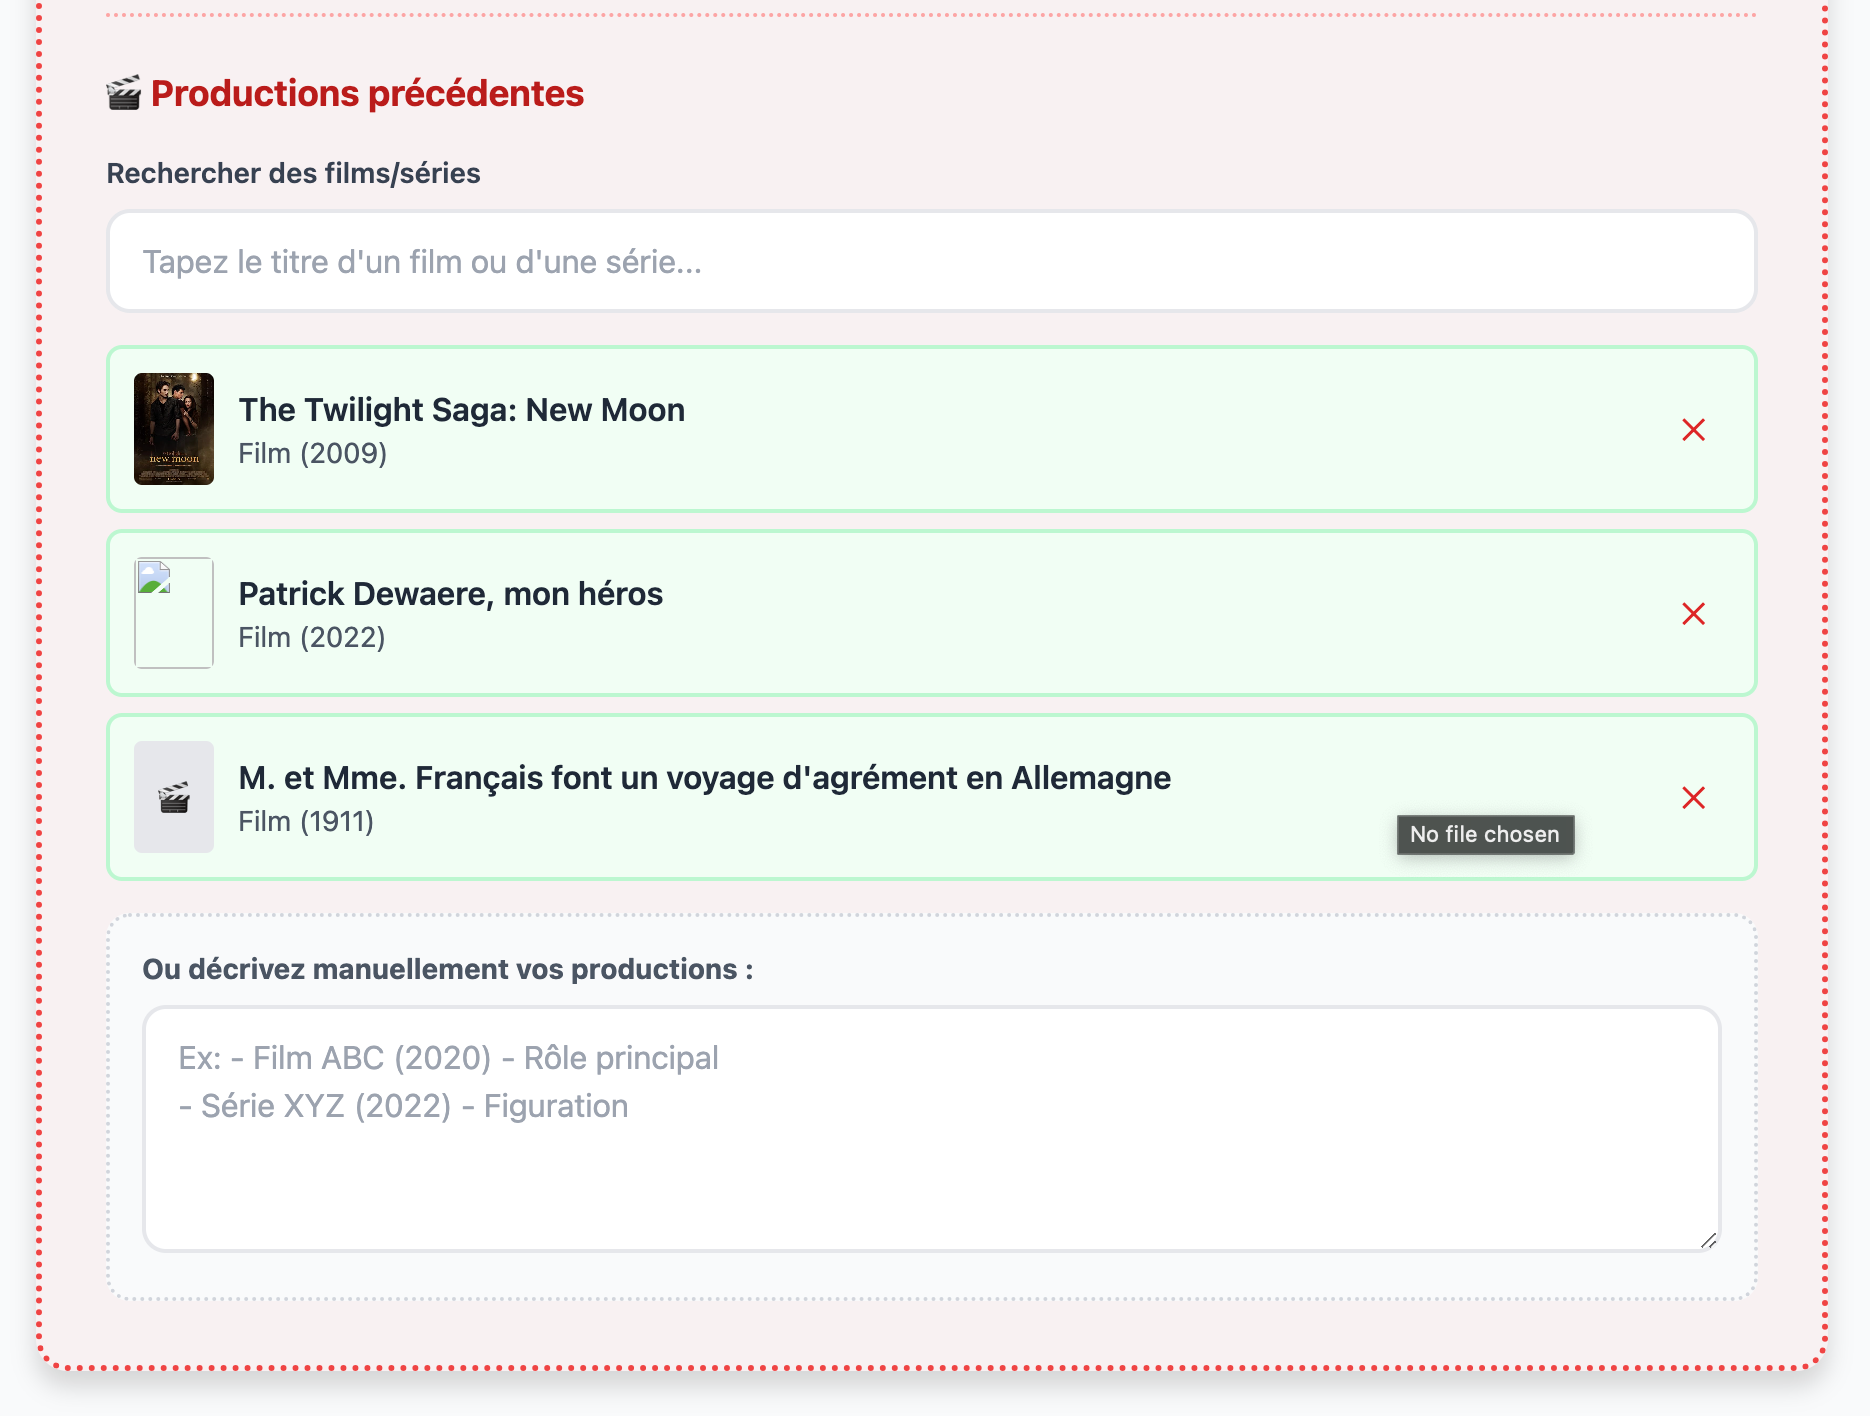 Productions précédentes
Rechercher des films/séries
Tapez le titre d'un film ou d'une série...
new moon
The Twilight Saga: New Moon
Film (2009)
Patrick Dewaere, mon héros
Film (2022)
M. et Mme. Français font un voyage d'agrément en Allemagne
Film (1911)
No file chosen
Ou décrivez manuellement vos productions :
Ex: - Film ABC (2020) - Rôle principal
- Série XYZ (2022) - Figuration